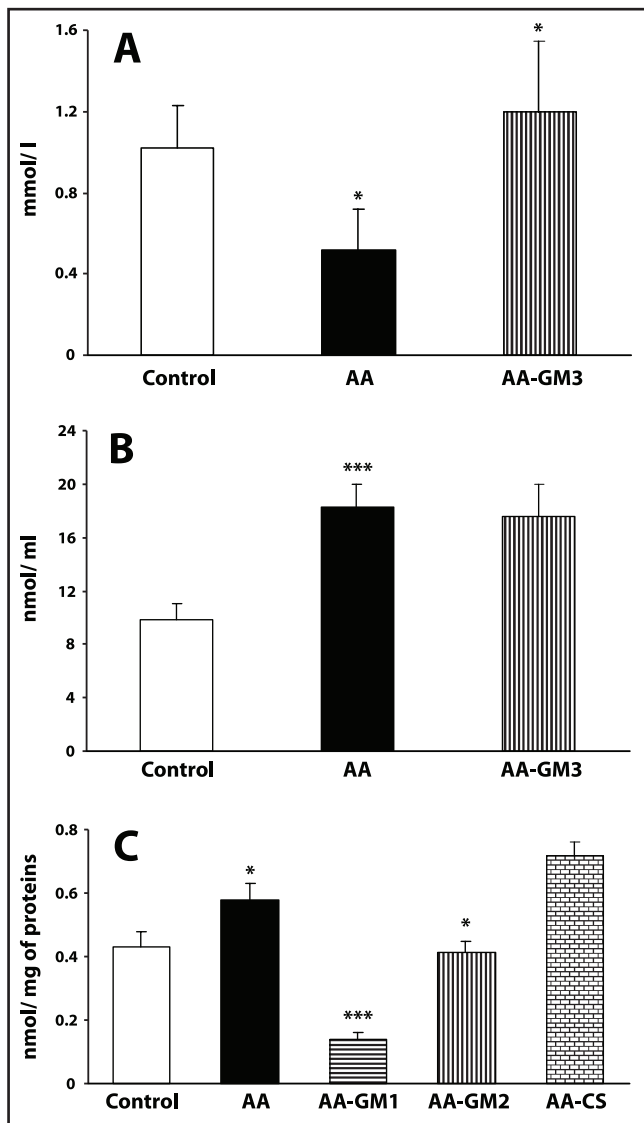 A
mmol/ l
1.6
1.2
0.8
0.4
0
*
*
Control AA AA-GM3
B
nmol/ ml
24
20
16
12
8
4
0
***
Control AA AA-GM3
C
nmol/ mg of proteins
0.8
0.6
0.4
0.2
0
*
***
*
Control AA AA-GM1 AA-GM2 AA-CS